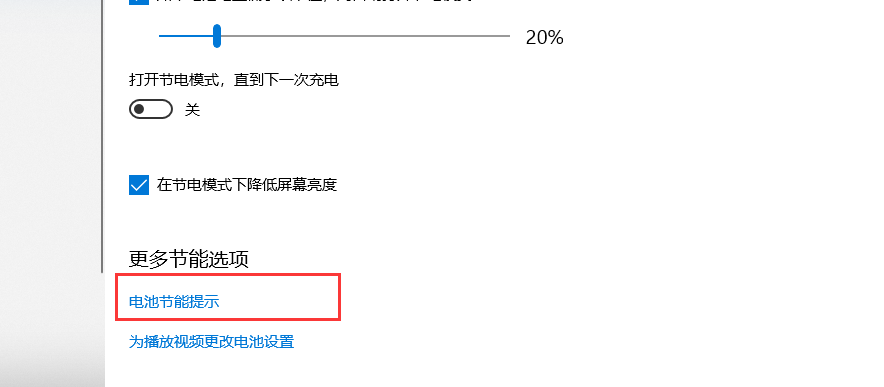 20%
打开节电模式，直到下一次充电
关
在节电模式下降低屏幕亮度
更多节能选项
电池节能提示
为播放视频更改电池设置